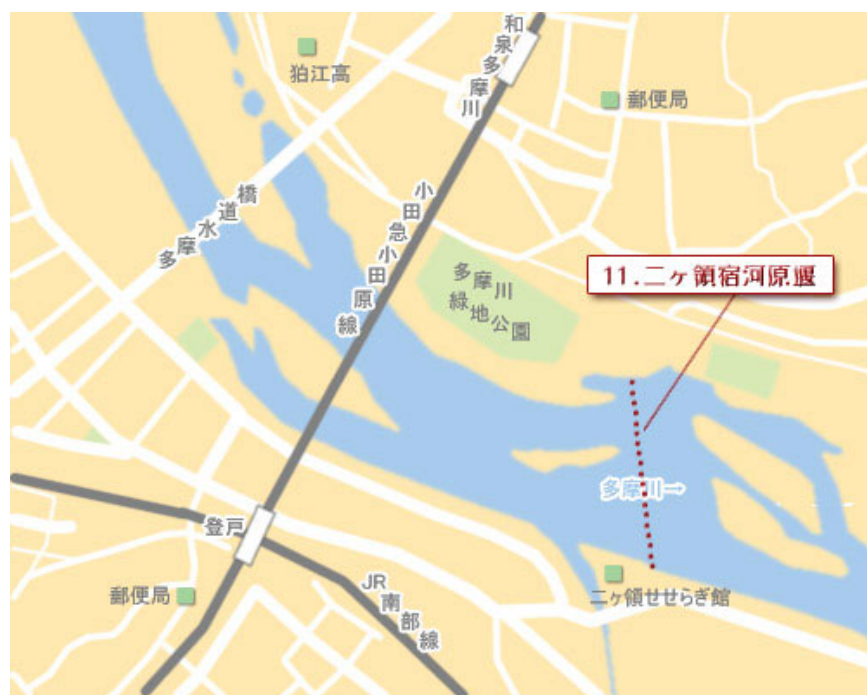 和泉多摩川
狛江高
郵便局
多摩水道橋
小田急小田原線
多摩川
緑地公園
11.二ヶ領宿河原堰
多摩川→
登戸
二ヶ領せせらぎ館
郵便局
JR南部線